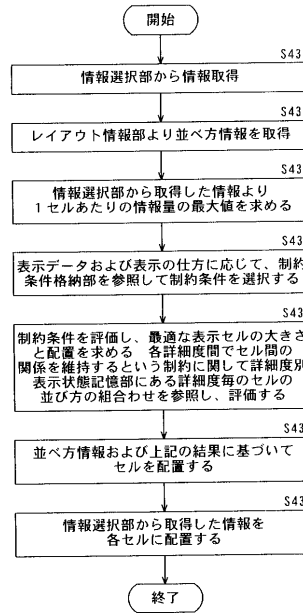 開始
S43
情報選択部から情報取得
S43
レイアウト情報部より並べ方情報を取得
S43
情報選択部から取得した情報より
1セルあたりの情報量の最大値を求める
S43
表示データおよび表示の仕方に応じて、制約
条件格納部を参照して制約条件を選択する
S43
制約条件を評価し、最適な表示セルの大きさ
と配置を求める 各詳細度間でセル間の
関係を維持するという制約に関して詳細度別
表示状態記憶部にある詳細度毎のセルの
並び方の組合わせを参照し、評価する
S43
並べ方情報および上記の結果に基づいて
セルを配置する
S43
情報選択部から取得した情報を
各セルに配置する
終了